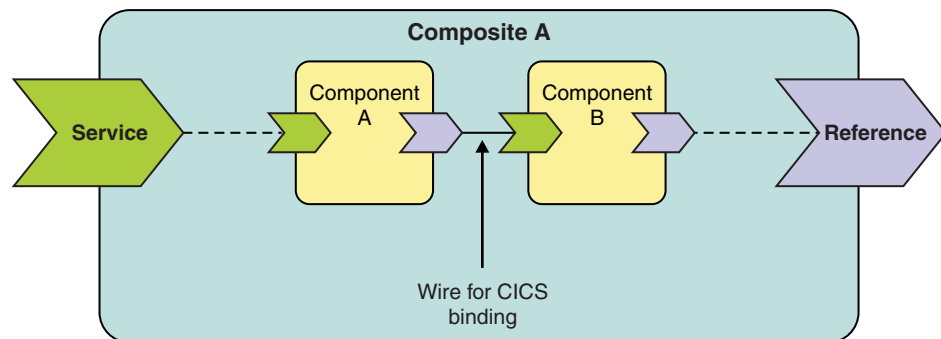 Composite A
Service
Component
A
Component
B
Reference
Wire for CICS
binding